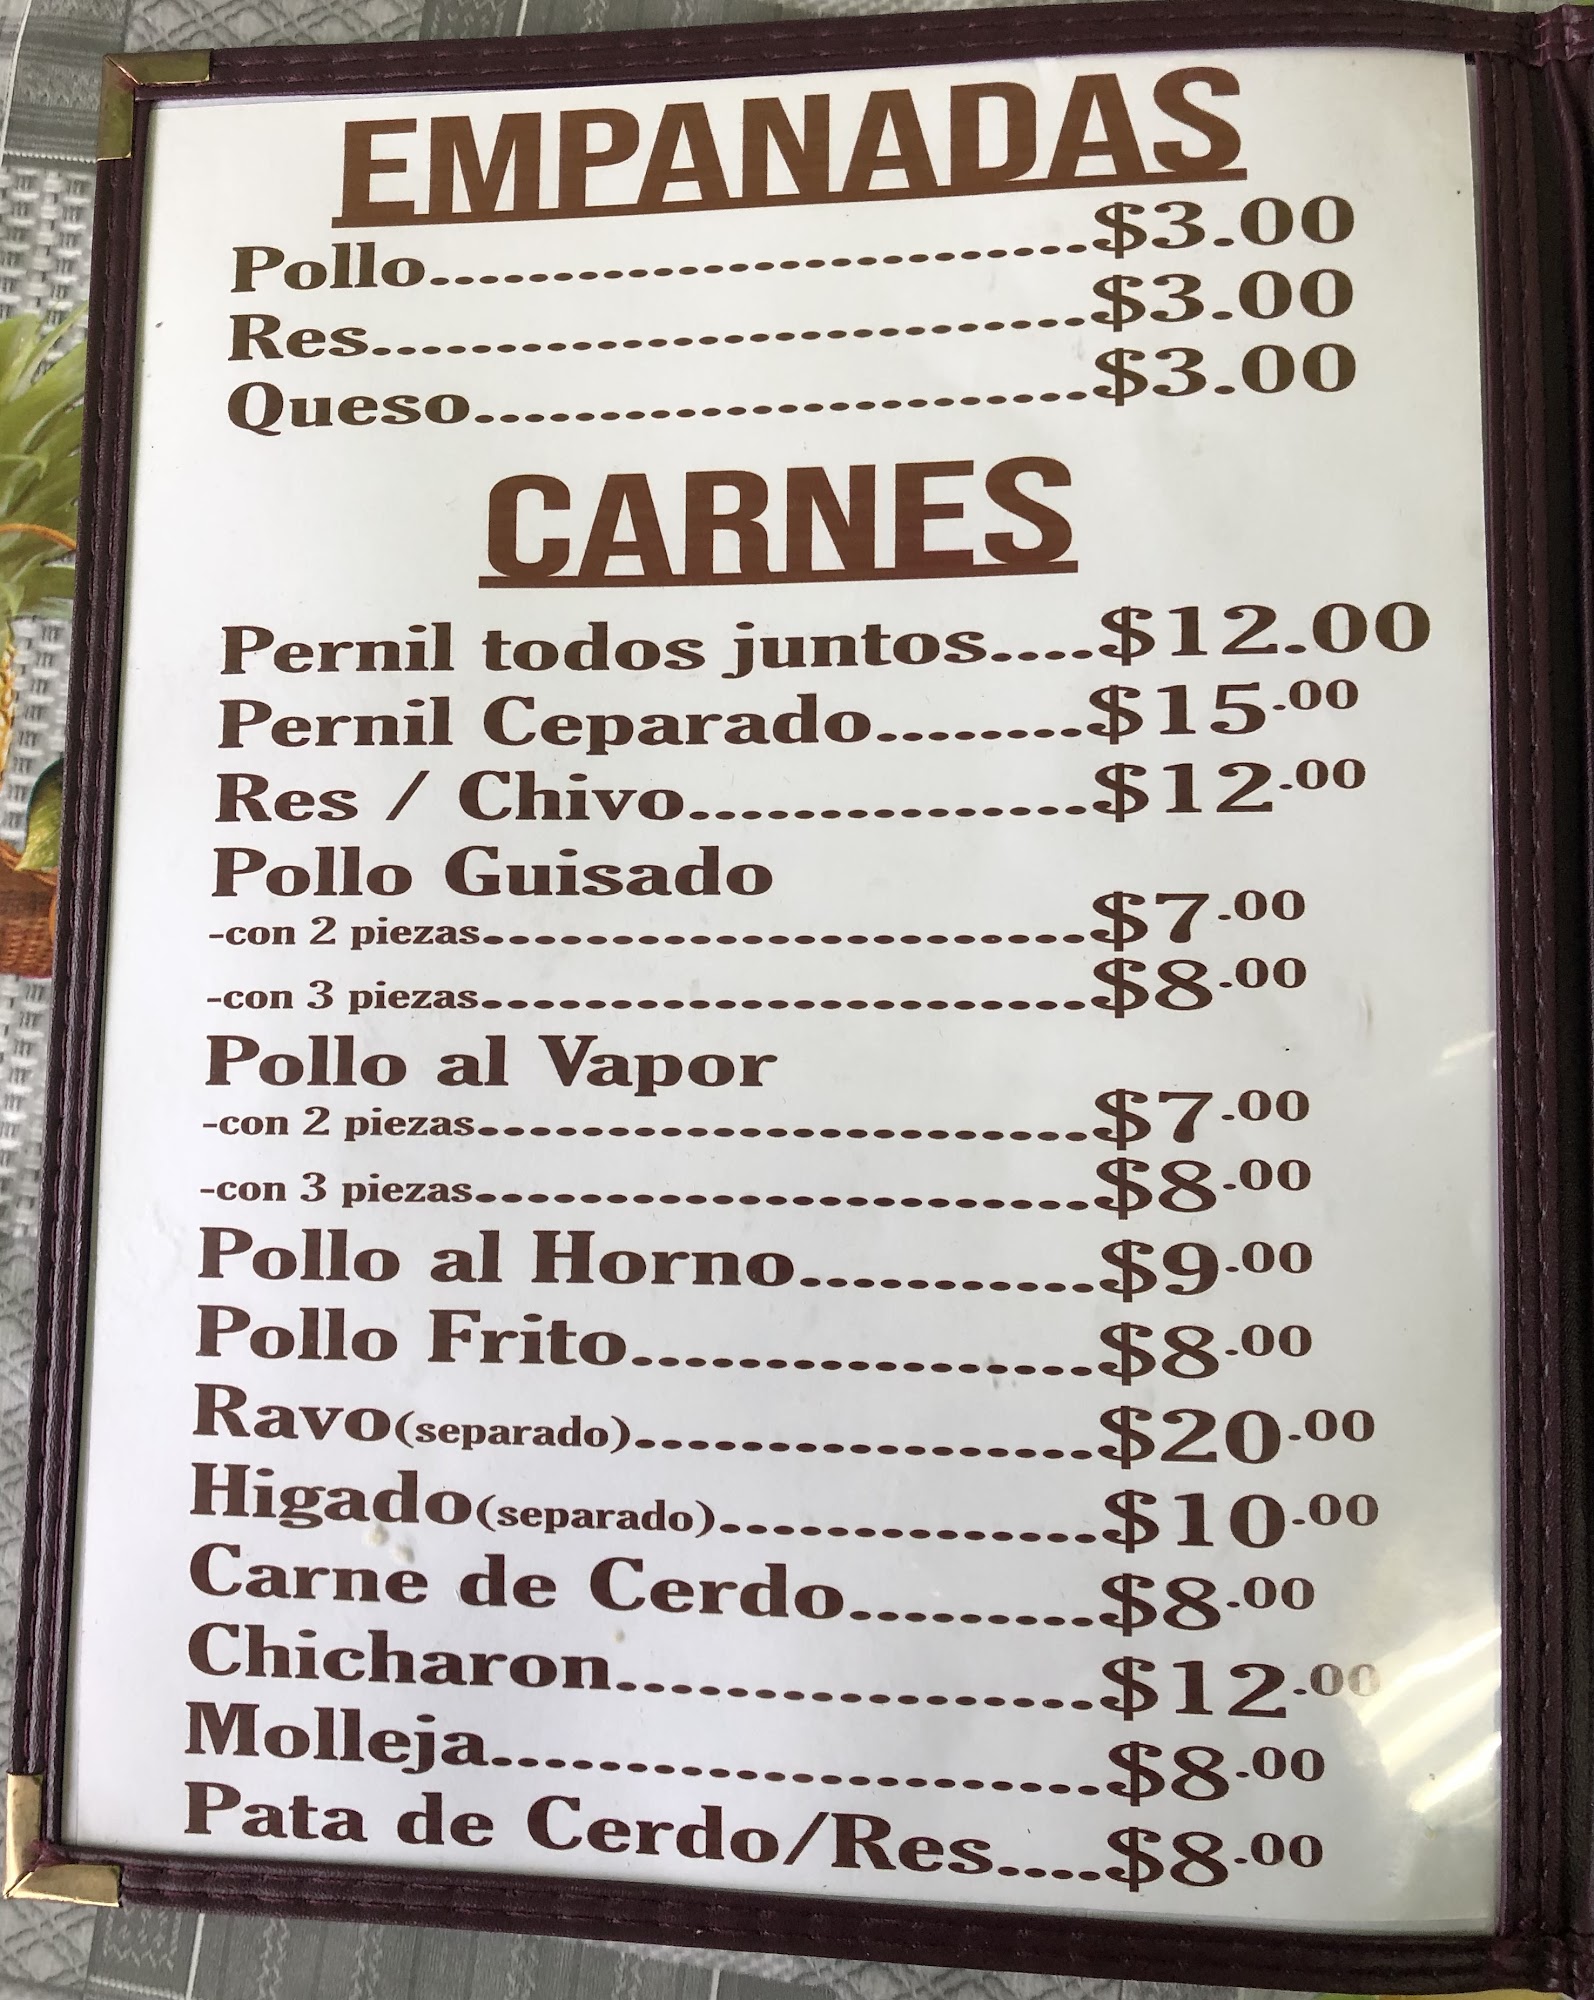 EMPANADAS
Pollo..........................$3.00
Res............................$3.00
Queso........................$3.00
CARNES
Pernil todos juntos....$12.00
Pernil Ceparado........$15.00
Res / Chivo...............$12.00
Pollo Guisado
-con 2 piezas.......................$7.00
-con 3 piezas.......................$8.00
Pollo al Vapor
-con 2 piezas.......................$7.00
-con 3 piezas.......................$8.00
Pollo al Horno...........$9.00
Pollo Frito.................$8.00
Ravo(separado).................$20.00
Higado(separado)..............$10.00
Carne de Cerdo.........$8.00
Chicharon.................$12.00
Molleja......................$8.00
Pata de Cerdo/Res....$8.00